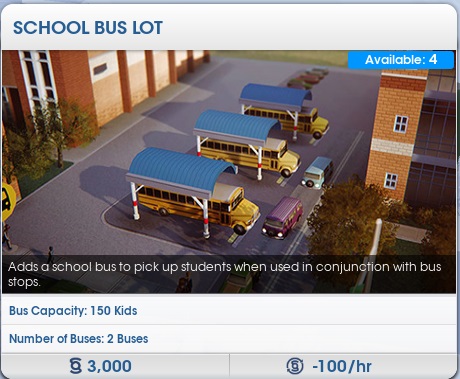 SCHOOL BUS LOT
Available: 4
Adds a school bus to pick up students when used in conjunction with bus
stops.
Bus Capacity: 150 Kids
Number of Buses: 2 Buses
3,000
-100/hr